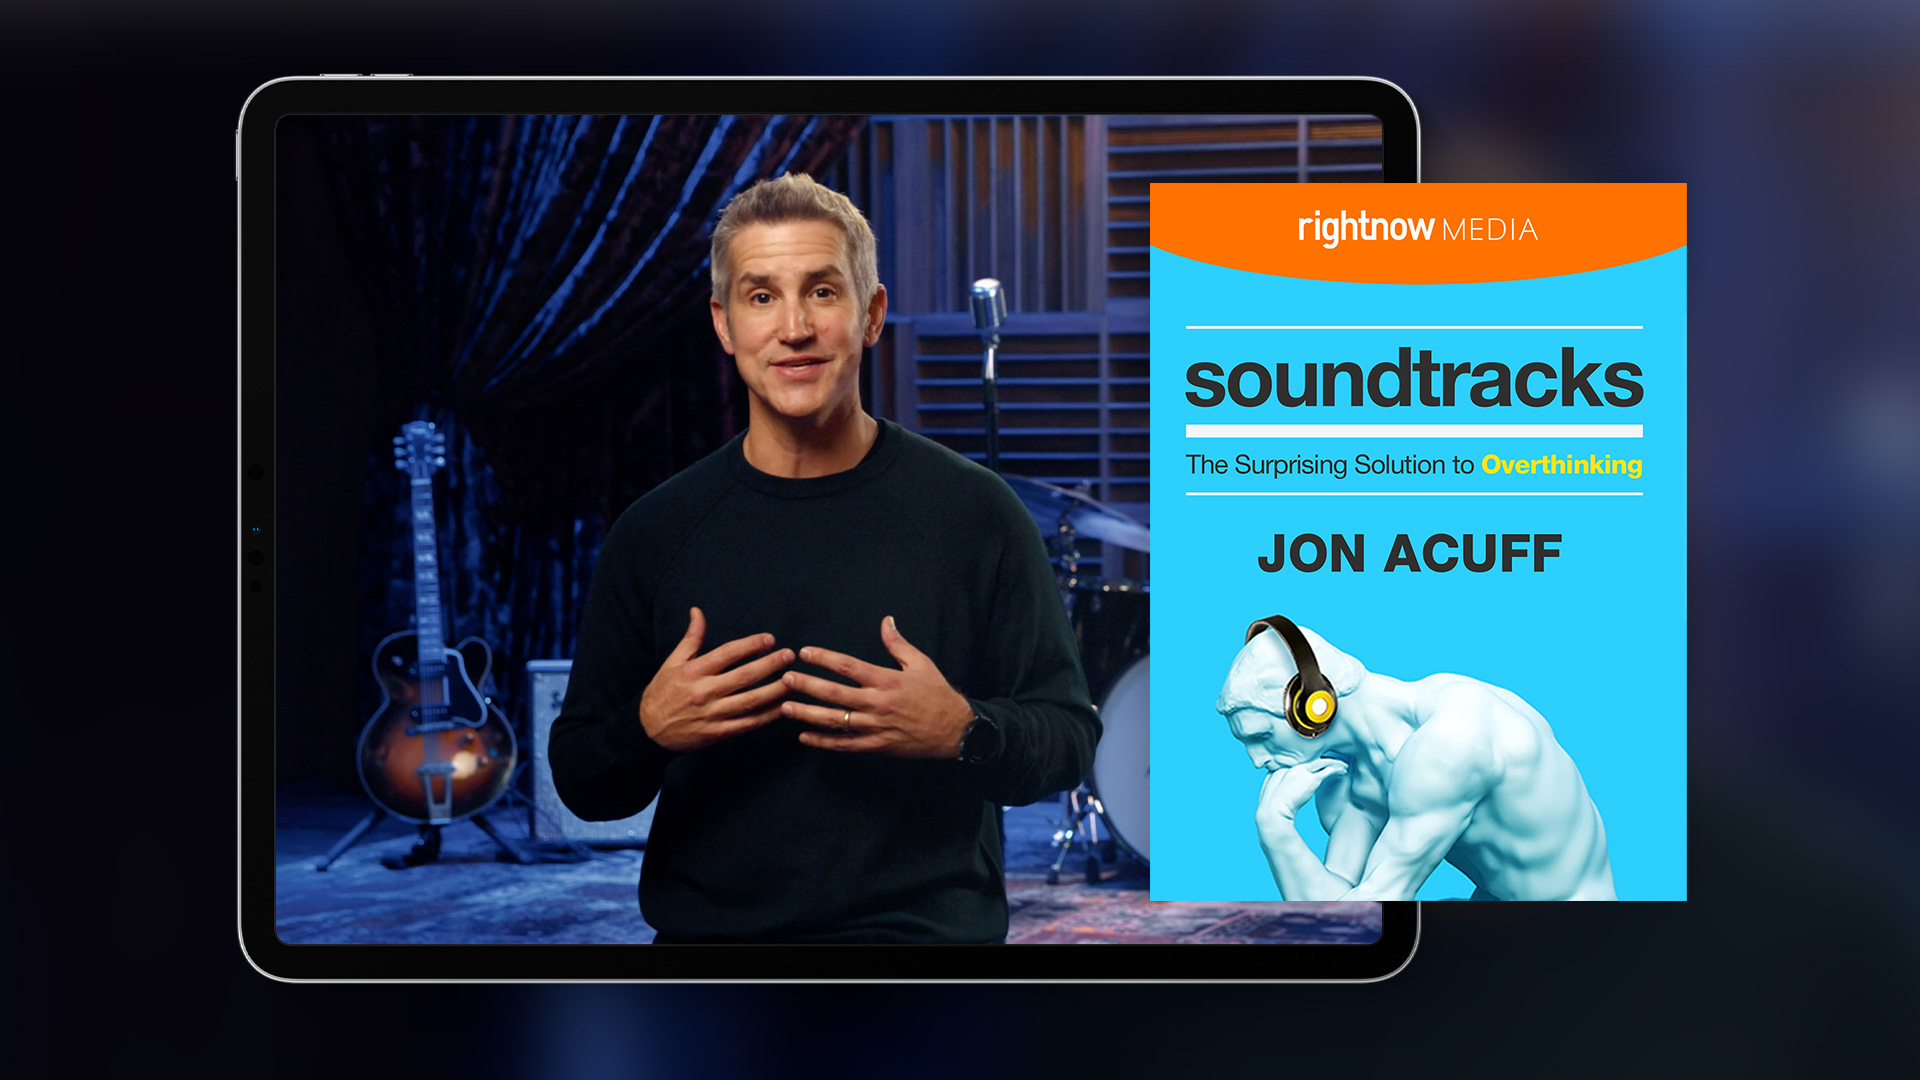 rightnow MEDIA
soundtracks
The Surprising Solution to Overthinking
JON ACUFF